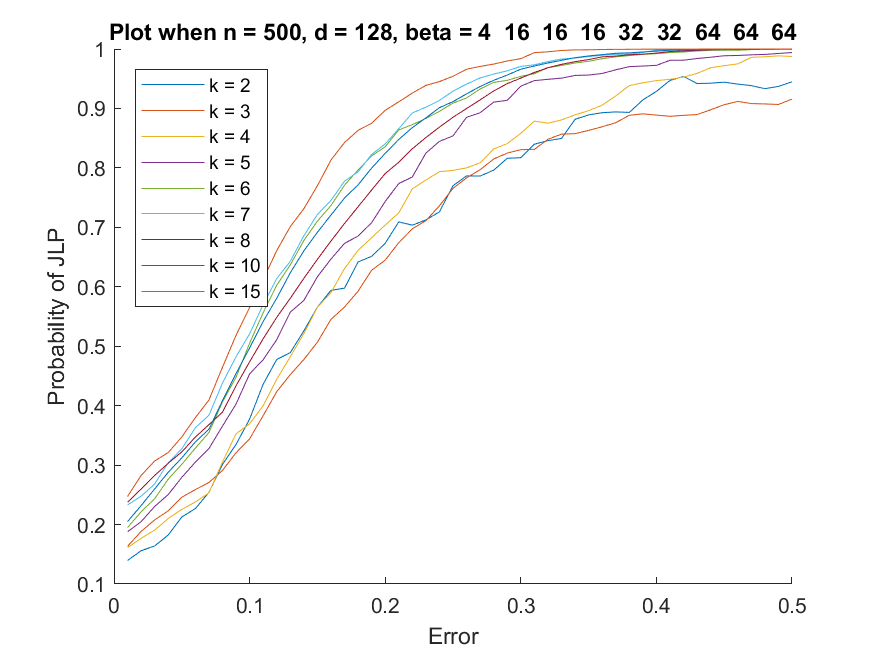 Plot when n = 500, d = 128, beta = 4 16 16 16 32 32 64 64 64
1
0.9
0.8
0.7
0.6
0.5
0.4
0.3
0.2
0.1
Probability of JLP
k = 2
k = 3
k = 4
k = 5
k = 6
k = 7
k = 8
k = 10
k = 15
0
0.1
0.2
0.3
0.4
0.5
Error